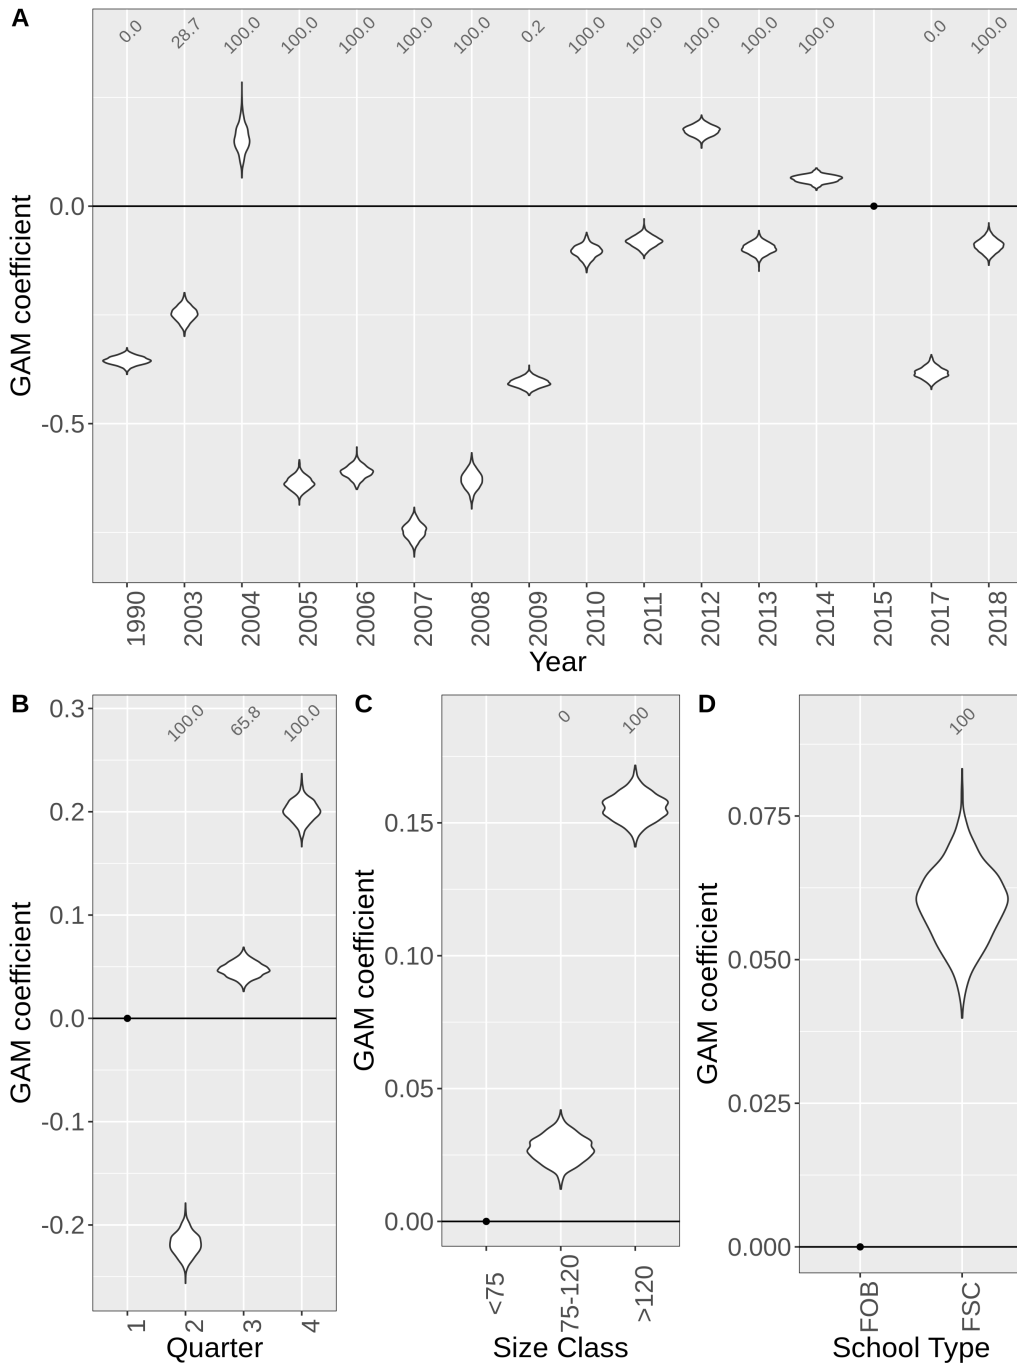 A
0.0 28.7 100.0 100.0 100.0 100.0 100.0 0.2 100.0 100.0 100.0 100.0 100.0 0.0 100.0
GAM coefficient
0.0
-0.5
1990 2003 2004 2005 2006 2007 2008 2009 2010 2011 2012 2013 2014 2015 2017 2018
Year
B
100.0 65.8 100.0
GAM coefficient
0.3
0.2
0.1
0.0
-0.1
-0.2
1 2 3 4
Quarter
C
0 100
GAM coefficient
0.15
0.10
0.05
0.00
<75 75-120 >120
Size Class
D
100
GAM coefficient
0.075
0.050
0.025
0.000
FOB FSC
School Type